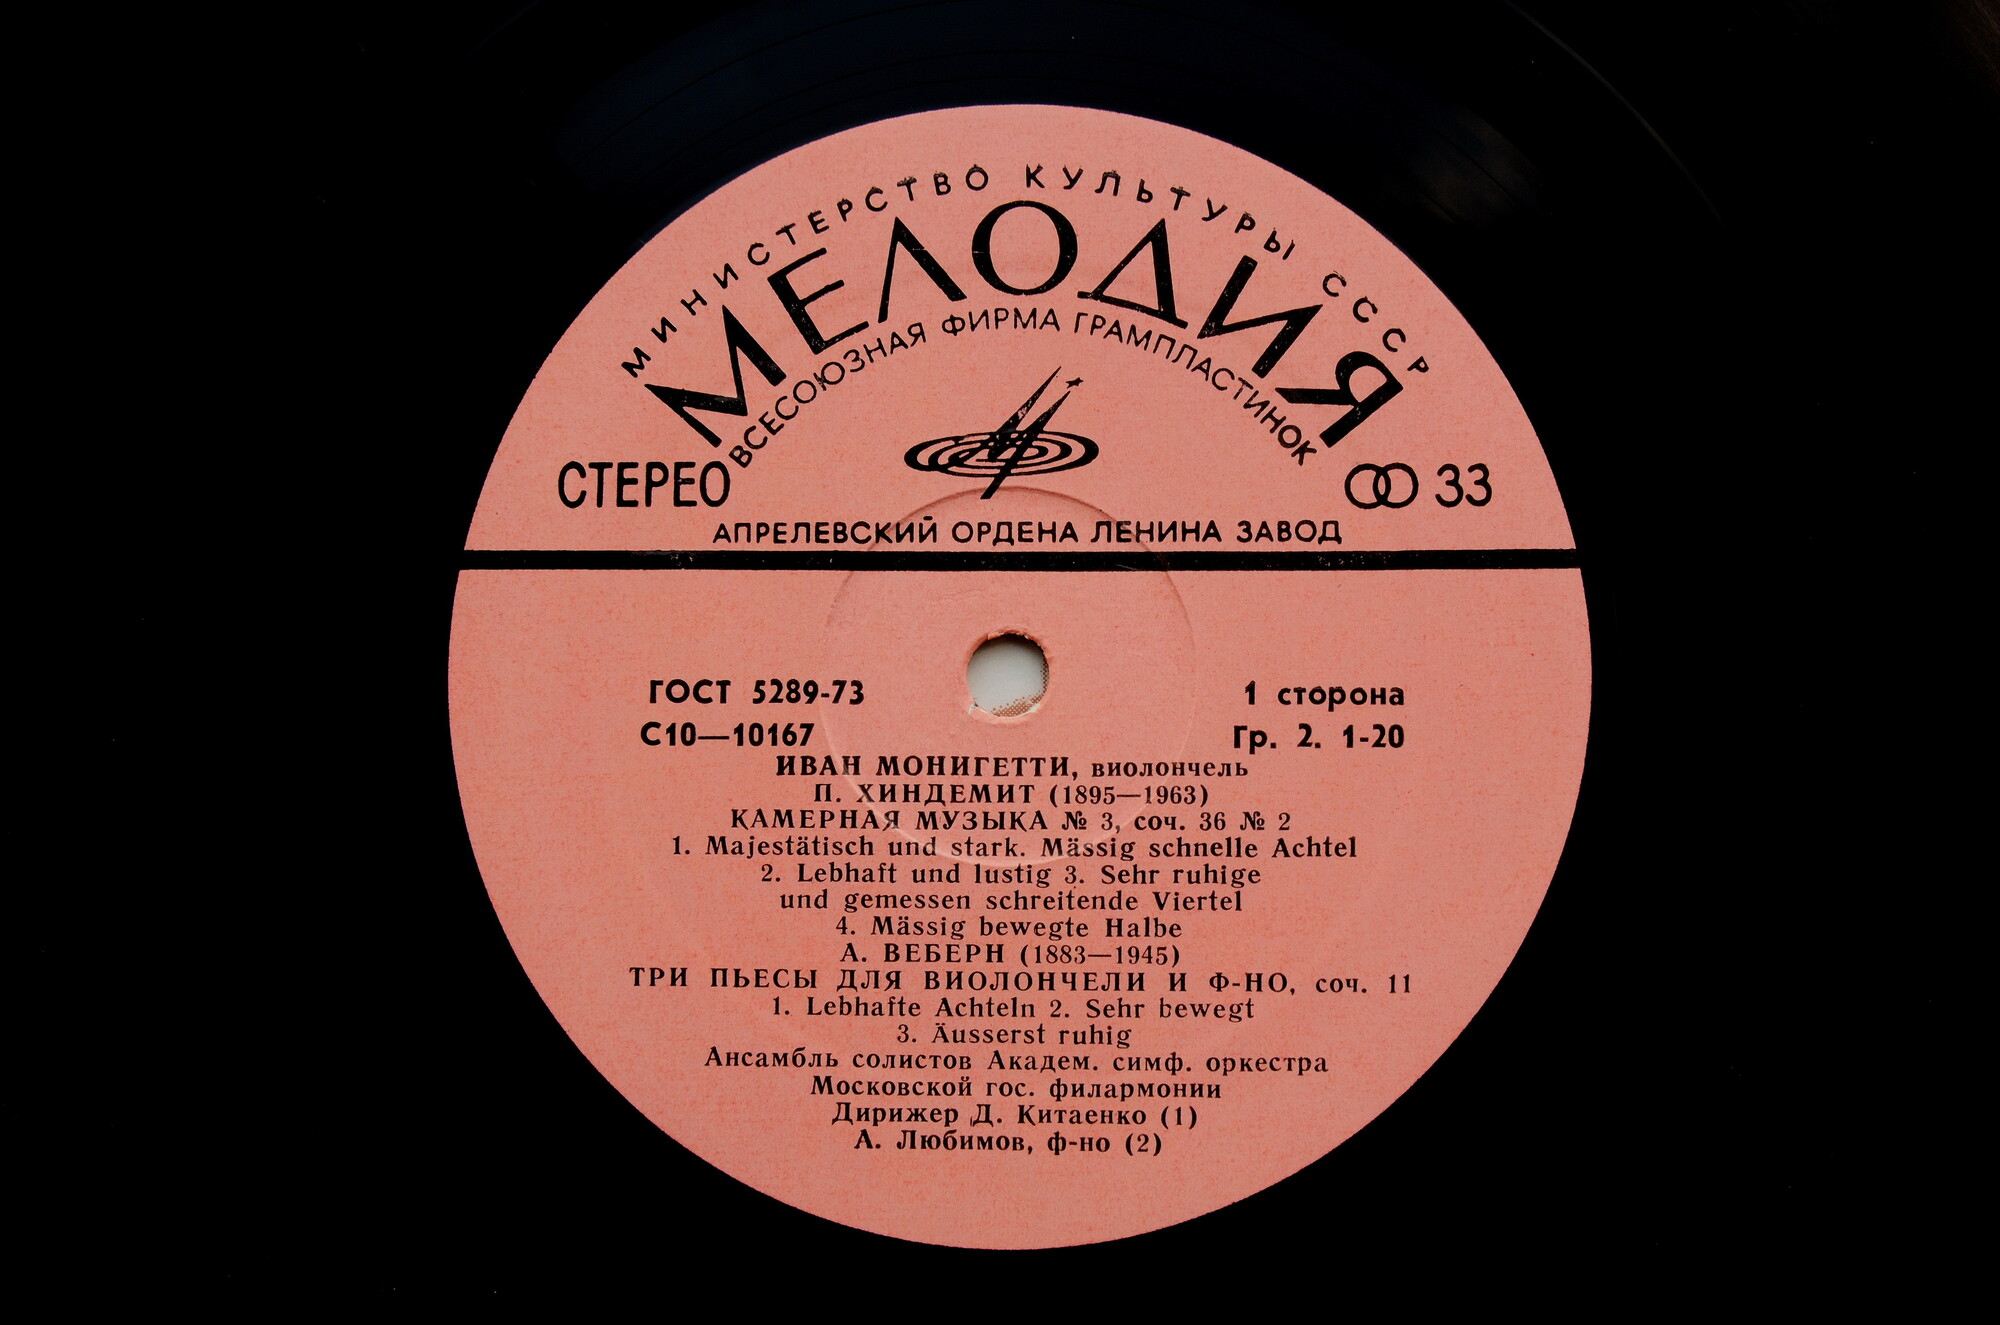 МИНИСТЕРСТВО КУЛЬТУРЫ СССР
МЕЛОДИЯ
ВСЕСОЮЗНАЯ ФИРМА ГРАМПЛАСТИНОК
СТЕРЕО
33
АПРЕЛЕВСКИЙ ОРДЕНА ЛЕНИНА ЗАВОД
ГОСТ 5289-73
1 сторона
С10—10167
Гр. 2. 1-20
ИВАН МОНИГЕТТИ, виолончель
П. ХИНДЕМИТ (1895—1963)
КАМЕРНАЯ МУЗЫКА № 3, соч. 36 № 2
1. Majestätisch und stark. Mässig schnelle Achtel
2. Lebhaft und lustig 3. Sehr ruhige
und gemessen schreitende Viertel
4. Mässig bewegte Halbe
А. ВЕБЕРН (1883—1945)
ТРИ ПЬЕСЫ ДЛЯ ВИОЛОНЧЕЛИ И Ф-НО, соч. 11
1. Lebhafte Achteln 2. Sehr bewegt
3. Äusserst ruhig
Ансамбль солистов Академ. симф. оркестра
Московской гос. филармонии
Дирижер Д. Китаенко (1)
А. Любимов, ф-но (2)